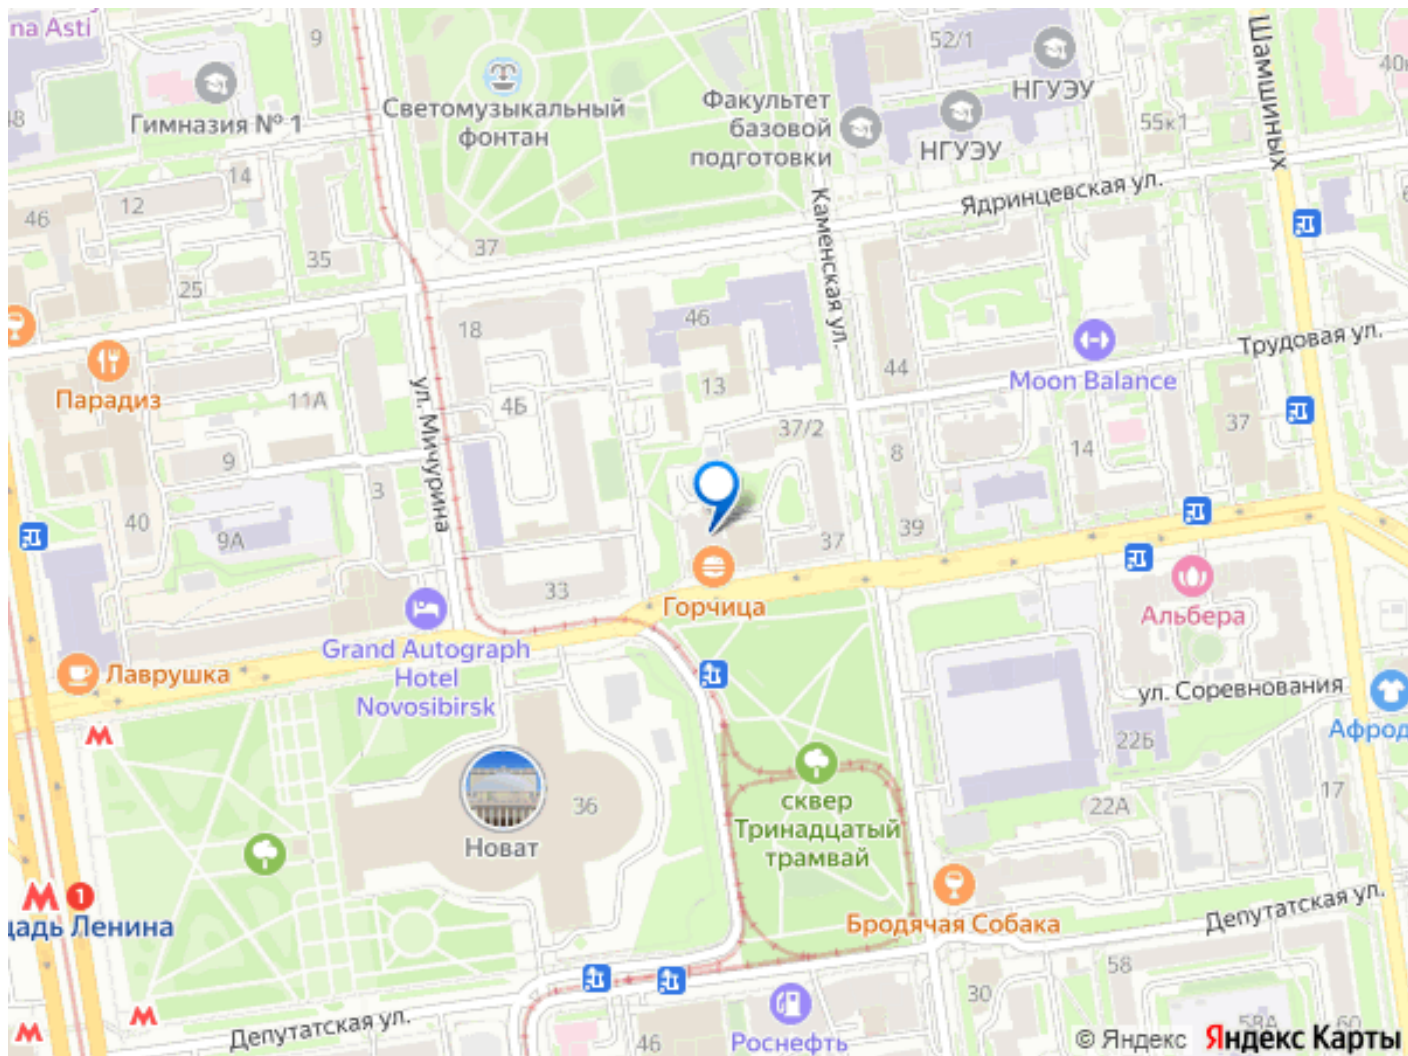 na Asti
9
52/1
Шамшиных
40к
НГУЭУ
Светомузыкальный
фонтан
Факультет
базовой
подготовки
48
Гимназия № 1
55к1
НГУЭУ
14
12
46
Каменская ул.
Ядринцевская ул.
6
37
35
25
18
46
Трудовая ул.
44
Moon Balance
13
Парадиз
11А
ул. Мичурина
4Б
37/2
37
8
14
9
3
40
9А
39
37
33
Горчица
Альбера
Grand Autograph
Hotel
Novosibirsk
Лаврушка
ул. Соревнования
Афрод
22Б
сквер
Тринадцатый
трамвай
36
Новат
22А
17
1
щадь Ленина
Бродячая Собака
Депутатская ул.
58
30
Депутатская ул.
46
Роснефть
58А
60
© Яндекс Яндекс Карты